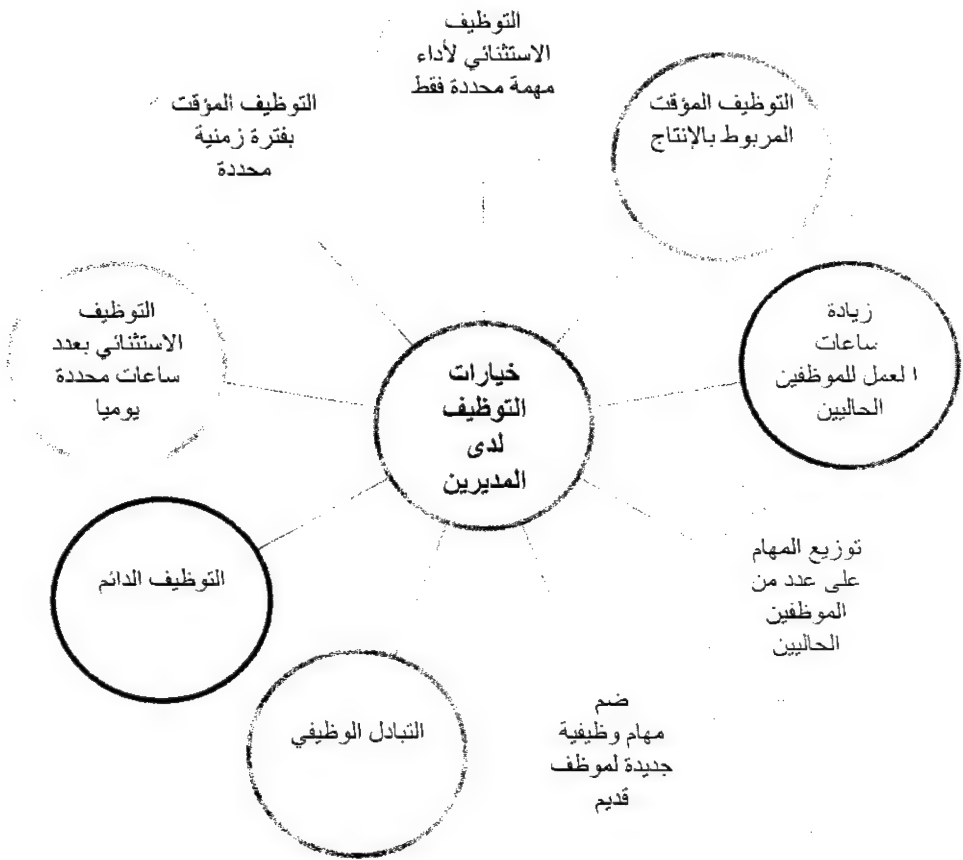 التوظيف
الاستثنائي لأداء
مهمة محددة فقط
التوظيف المؤقت
المربوط بالإنتاج
زيادة
ساعات
العمل للموظفين
الحاليين
توزيع المهام
على عدد من
الموظفين
الحاليين
ضم
مهام وظيفية
جديدة لموظف
قديم
التبادل الوظيفي
التوظيف الدائم
التوظيف
الاستثنائي بعدد
ساعات محددة
يوميا
التوظيف المؤقت
بفترة زمنية
محددة
خيارات
التوظيف
لدى
المديرين